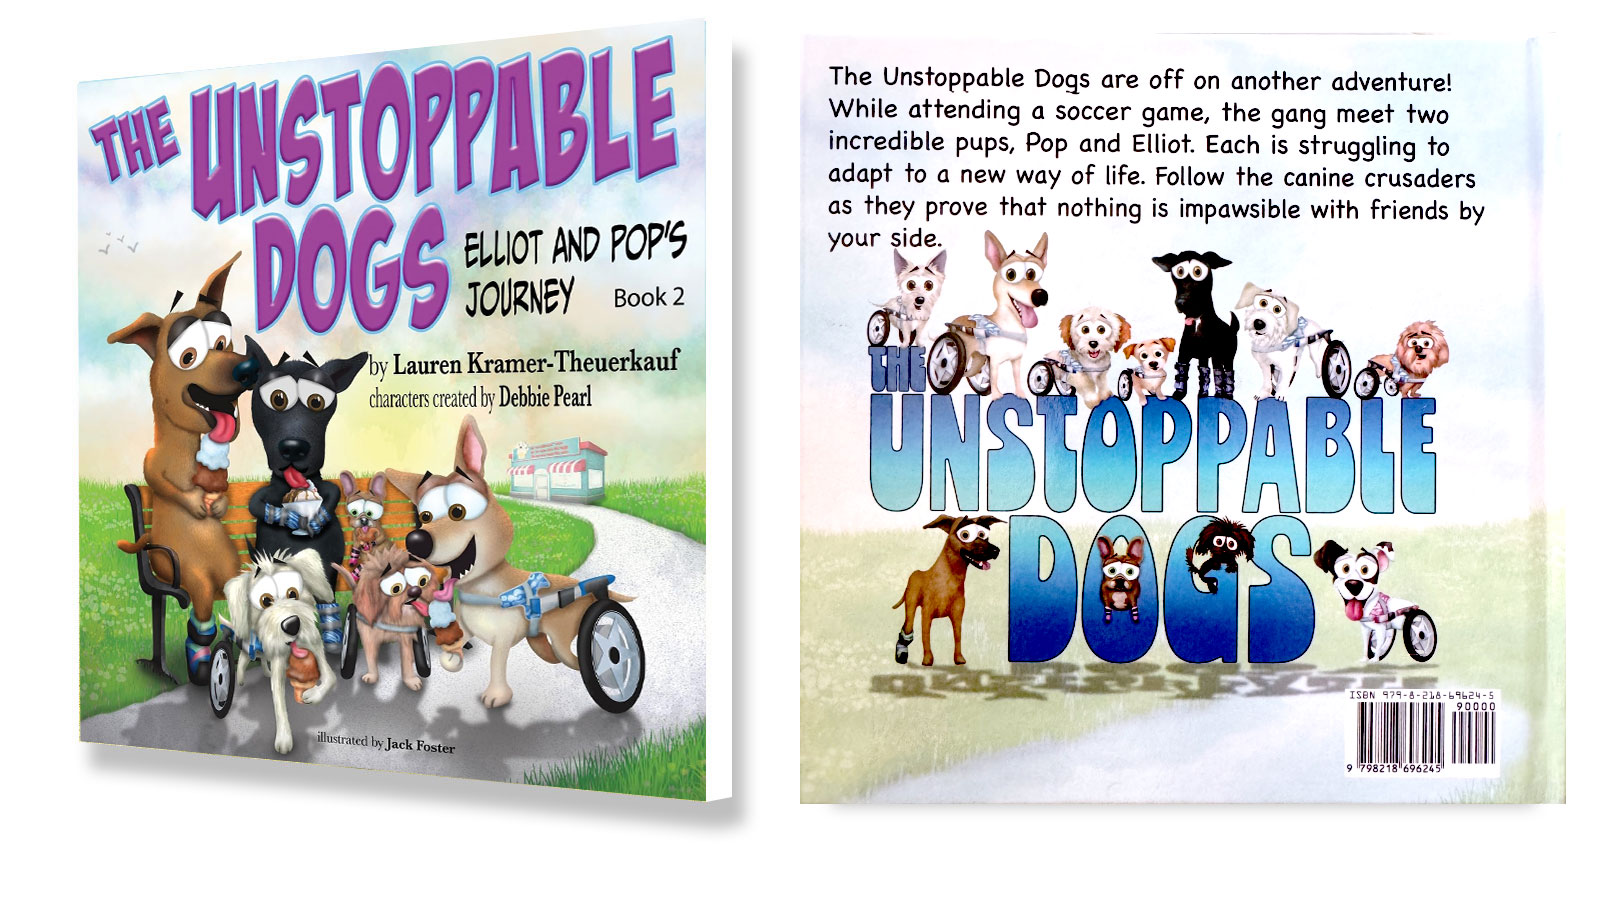 THE UNSTOPPABLE
DOGS
ELLIOT AND POP'S
JOURNEY
Book 2
by Lauren Kramer-Theuerkauf
characters created by Debbie Pearl
illustrated by Jack Foster
The Unstoppable Dogs are off on another adventure!
While attending a soccer game, the gang meet two
incredible pups, Pop and Elliot. Each is struggling to
adapt to a new way of life. Follow the canine crusaders
as they prove that nothing is impawsible with friends by
your side.
THE
UNSTOPPABLE
DOGS
ISBN 979-8-218-69624-5
90000
9 798218 696245